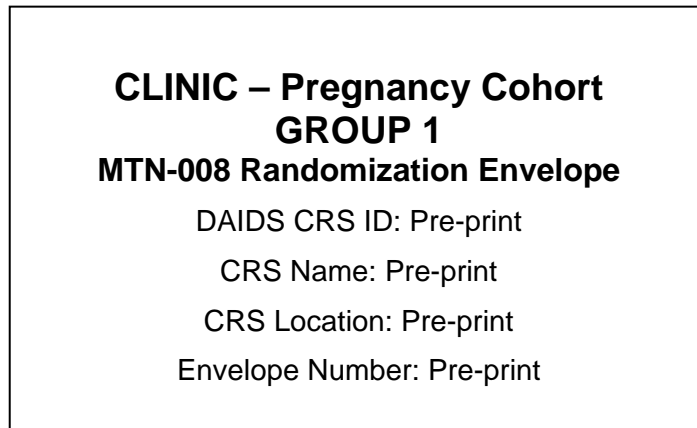 CLINIC – Pregnancy Cohort
GROUP 1
MTN-008 Randomization Envelope
DAIDS CRS ID: Pre-print
CRS Name: Pre-print
CRS Location: Pre-print
Envelope Number: Pre-print